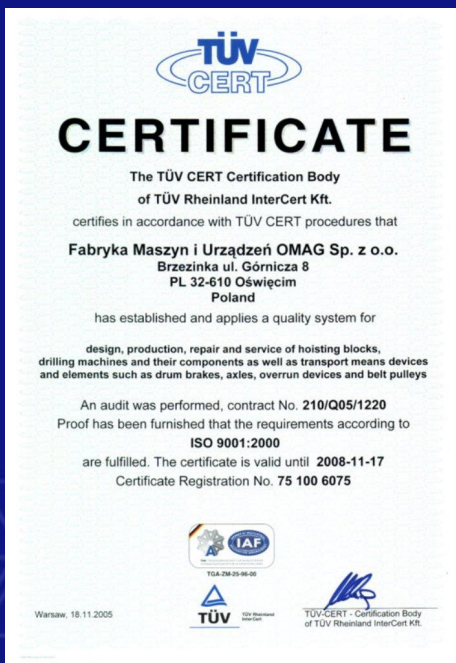 TÜV
CERT
CERTIFICATE
The TÜV CERT Certification Body
of TÜV Rheinland InterCert Kft.
certifies in accordance with TÜV CERT procedures that
Fabryka Maszyn i Urządzeń OMAG Sp. z o.o.
Brzezinka ul. Górnicza 8
PL 32-610 Oświęcim
Poland
has established and applies a quality system for
design, production, repair and service of hoisting blocks,
drilling machines and their components as well as transport means devices
and elements such as drum brakes, axles, overrun devices and belt pulleys
An audit was performed, contract No. 210/Q05/1220
Proof has been furnished that the requirements according to
ISO 9001:2000
are fulfilled. The certificate is valid until 2008-11-17
Certificate Registration No. 75 100 6075
IAF
TGA-ZM-25-96-00
TÜV
TÜV Rheinland
InterCert
Warsaw, 18.11.2005
TÜV-CERT - Certification Body
of TÜV Rheinland InterCert Kft.